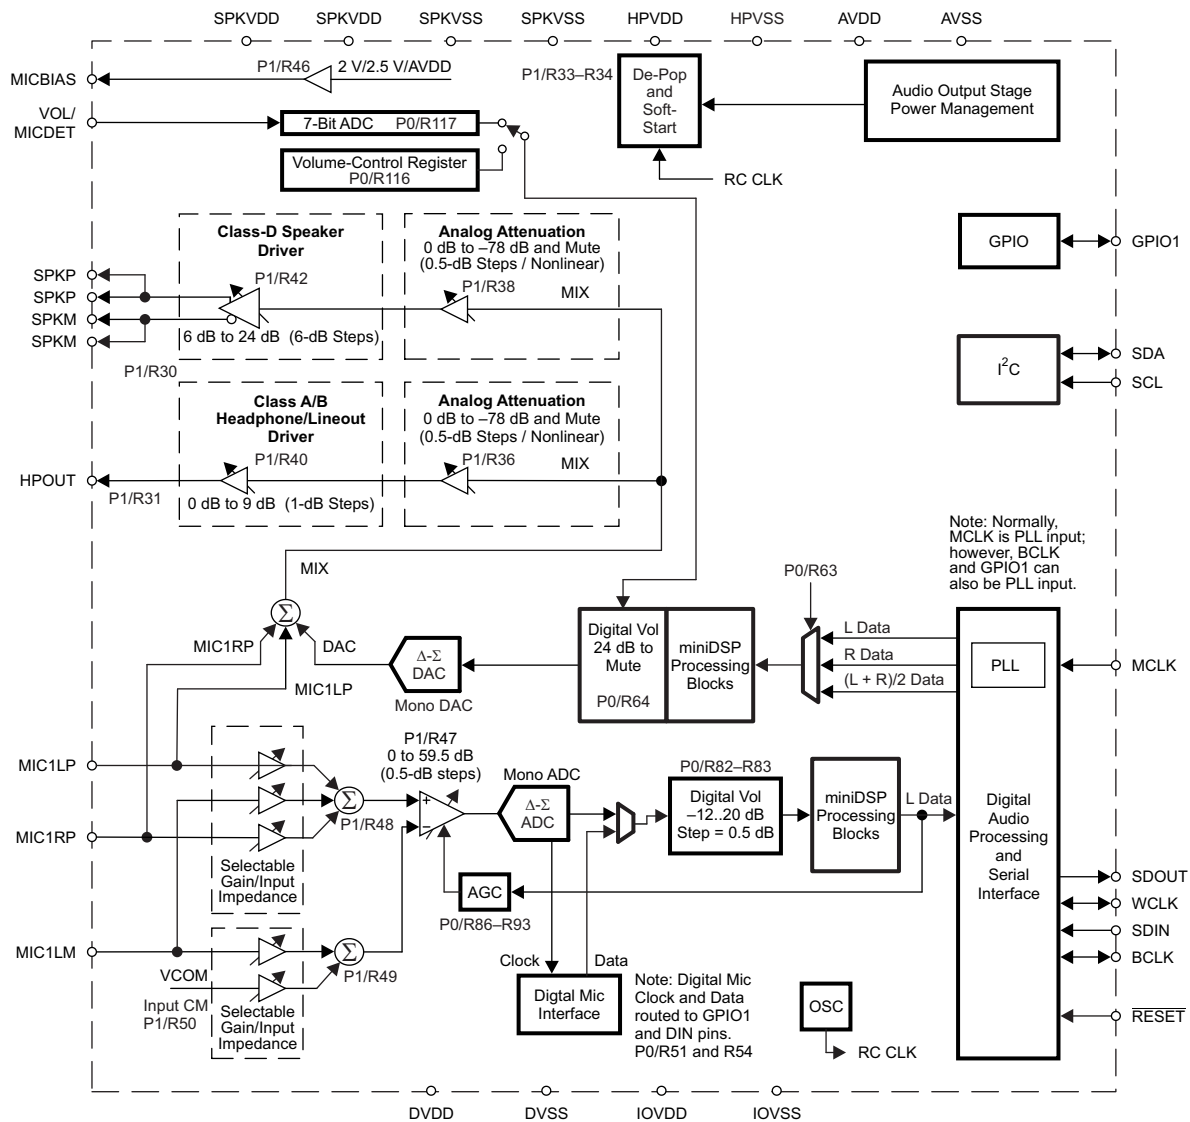 SPKVDD SPKVDD SPKVSS SPKVSS HPVDD HPVSS AVDD AVSS
MICBIAS
P1/R46
2 V/2.5 V/AVDD
VOL/
MICDET
7-Bit ADC P0/R117
Volume-Control Register
P0/R116
P1/R33–R34
De-Pop
and
Soft-
Start
RC CLK
Audio Output Stage
Power Management
GPIO
GPIO1
I²C
SDA
SCL
Class-D Speaker
Driver
P1/R42
6 dB to 24 dB (6-dB Steps)
Analog Attenuation
0 dB to –78 dB and Mute
(0.5-dB Steps / Nonlinear)
P1/R38
MIX
SPKP
SPKP
SPKM
SPKM
P1/R30
Class A/B
Headphone/Lineout
Driver
P1/R40
0 dB to 9 dB (1-dB Steps)
Analog Attenuation
0 dB to –78 dB and Mute
(0.5-dB Steps / Nonlinear)
P1/R36
MIX
HPOUT
P1/R31
MIX
Σ
MIC1RP
DAC
MIC1LP
Δ-Σ
DAC
Mono DAC
Digital Vol
24 dB to
Mute
P0/R64
miniDSP
Processing
Blocks
P0/R63
L Data
R Data
(L + R)/2 Data
Note: Normally,
MCLK is PLL input;
however, BCLK
and GPIO1 can
also be PLL input.
PLL
MCLK
Digital
Audio
Processing
and
Serial
Interface
SDOUT
WCLK
SDIN
BCLK
RESET
MIC1LP
MIC1RP
MIC1LM
Σ
P1/R48
Selectable
Gain/Input
Impedance
P1/R47
0 to 59.5 dB
(0.5-dB steps)
+
–
Mono ADC
Δ-Σ
ADC
P0/R82–R83
Digital Vol
–12..20 dB
Step = 0.5 dB
miniDSP
Processing
Blocks
L Data
AGC
P0/R86–R93
Σ
P1/R49
VCOM
Input CM
P1/R50
Selectable
Gain/Input
Impedance
Clock
Data
Digtal Mic
Interface
Note: Digital Mic
Clock and Data
routed to GPIO1
and DIN pins.
P0/R51 and R54
OSC
RC CLK
DVDD DVSS IOVDD IOVSS